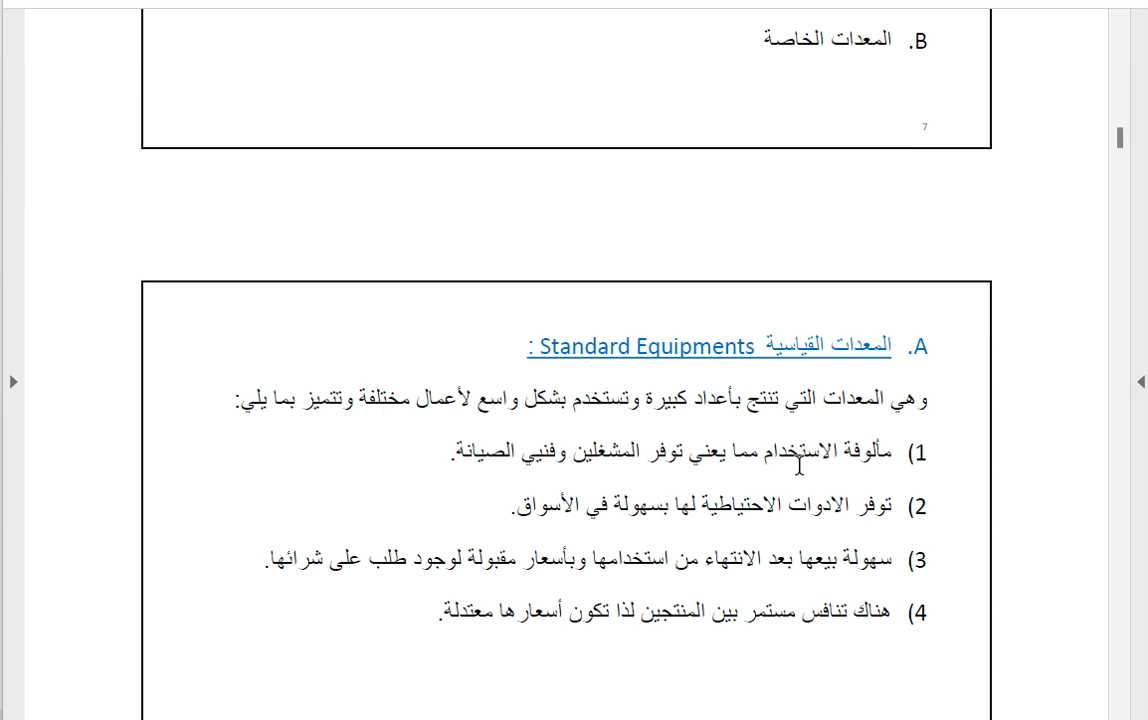 B. المعدات الخاصة
7
A. المعدات القياسية Standard Equipments :
وهي المعدات التي تنتج بأعداد كبيرة وتستخدم بشكل واسع لأعمال مختلفة وتتميز بما يلي:
1) مألوفة الاستخدام مما يعني توفر المشغلين وفنيي الصيانة.
2) توفر الادوات الاحتياطية لها بسهولة في الأسواق.
3) سهولة بيعها بعد الانتهاء من استخدامها وبأسعار مقبولة لوجود طلب على شرائها.
4) هناك تنافس مستمر بين المنتجين لذا تكون أسعارها معتدلة.